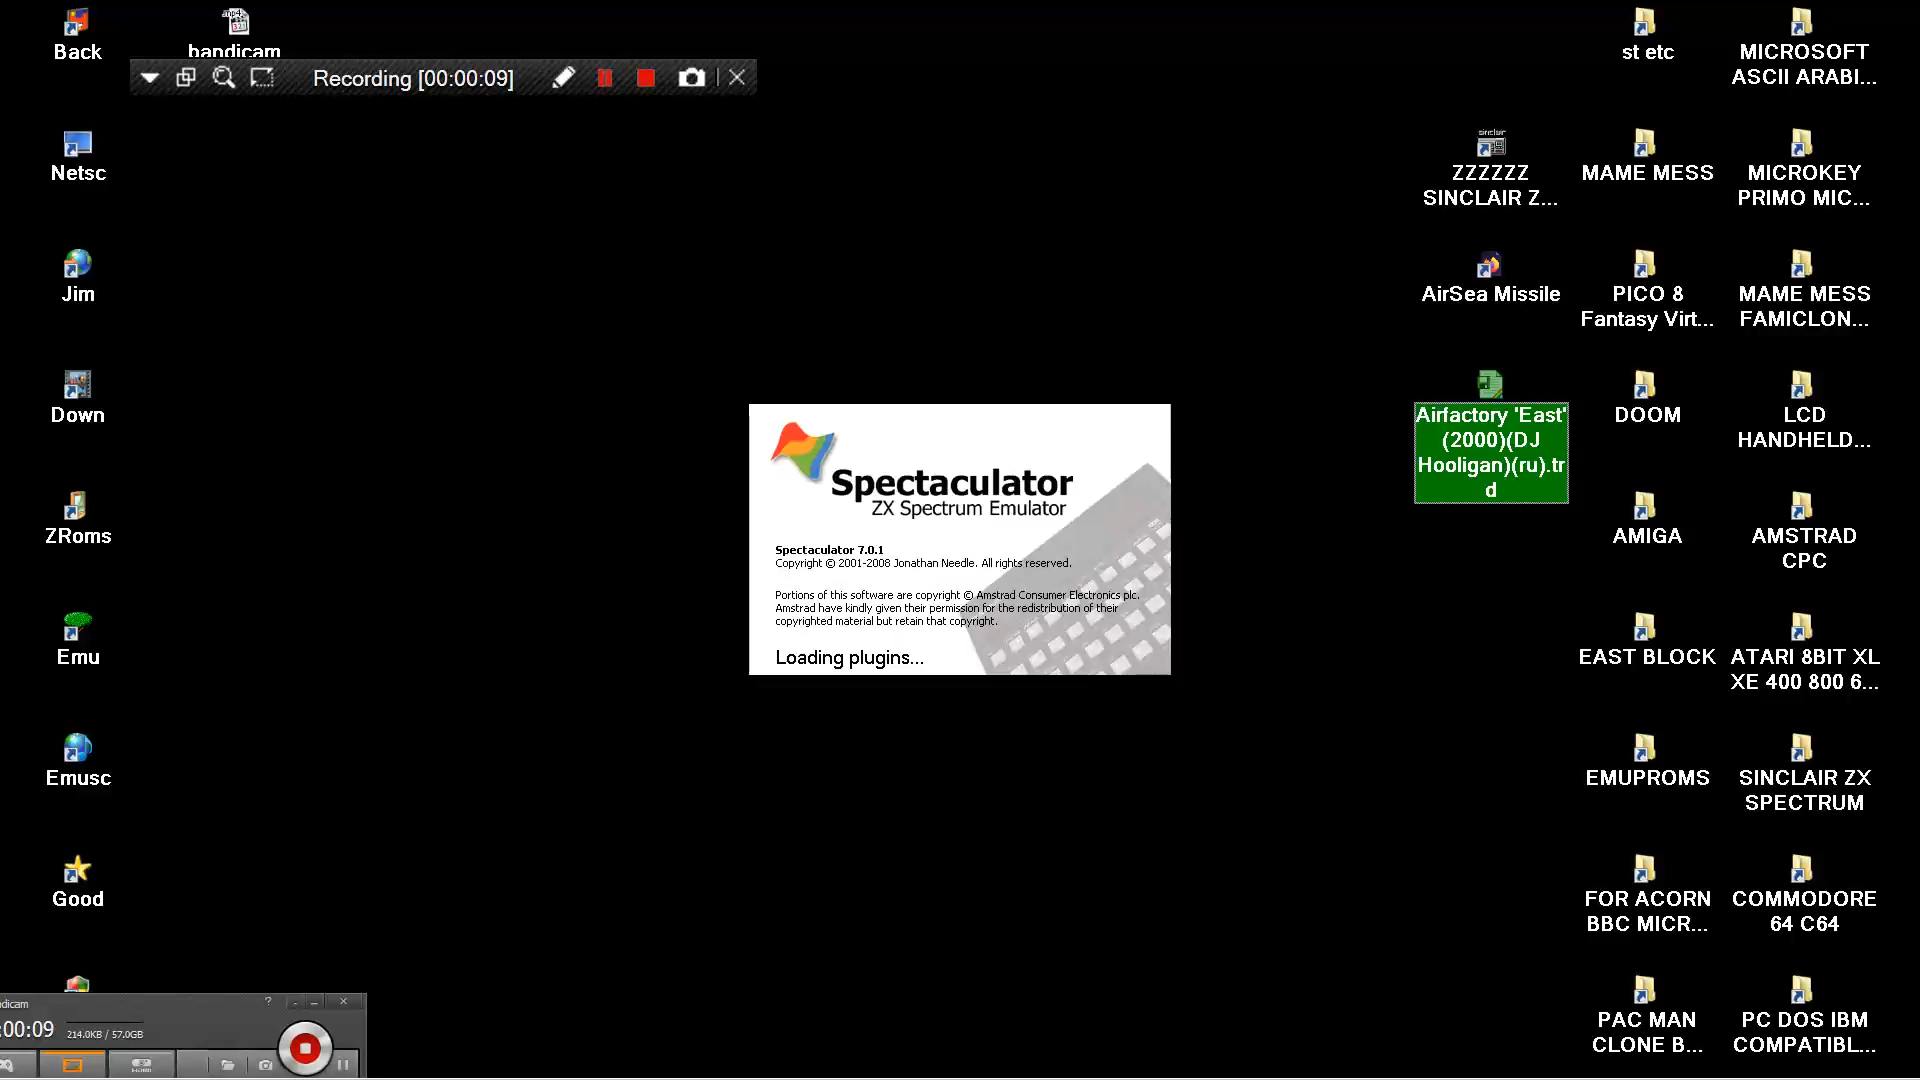 Back
bandicam
Recording [00:00:09]
st etc
MICROSOFT
ASCII ARABI...
Netsc
sinclair
ZZZZZZ
SINCLAIR Z...
MAME MESS
MICROKEY
PRIMO MIC...
Jim
AirSea Missile
PICO 8
Fantasy Virt...
MAME MESS
FAMICLON...
Down
Airfactory 'East'
(2000)(DJ
Hooligan)(ru).tr
d
DOOM
LCD
HANDHELD...
Spectaculator
ZX Spectrum Emulator
Spectaculator 7.0.1
Copyright © 2001-2008 Jonathan Needle. All rights reserved.
Portions of this software are copyright © Amstrad Consumer Electronics plc.
Amstrad have kindly given their permission for the redistribution of their
copyrighted material but retain that copyright.
Loading plugins...
ZRoms
AMIGA
AMSTRAD
CPC
Emu
EAST BLOCK
ATARI 8BIT XL
XE 400 800 6...
Emusc
EMUPROMS
SINCLAIR ZX
SPECTRUM
Good
FOR ACORN
BBC MICR...
COMMODORE
64 C64
PAC MAN
CLONE B...
PC DOS IBM
COMPATIBL...
dicam
:00:09
214.0KB / 57.0GB